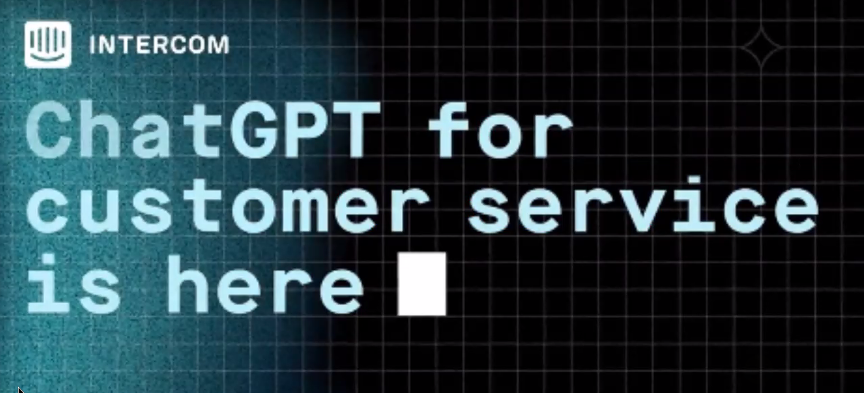 INTERCOM
ChatGPT for
customer service
is here